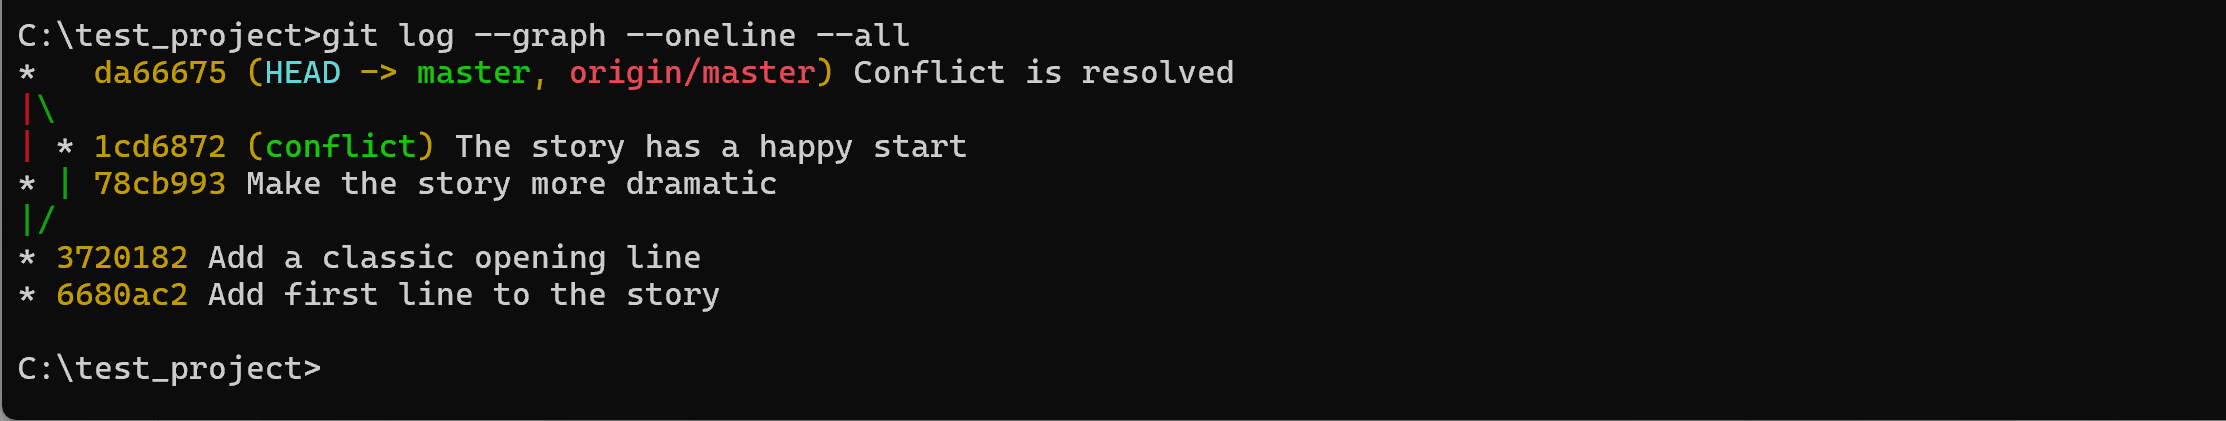 C:\test_project>git log --graph --oneline --all
*   da66675 (HEAD -> master, origin/master) Conflict is resolved
|\
| * 1cd6872 (conflict) The story has a happy start
* | 78cb993 Make the story more dramatic
|/
* 3720182 Add a classic opening line
* 6680ac2 Add first line to the story
C:\test_project>